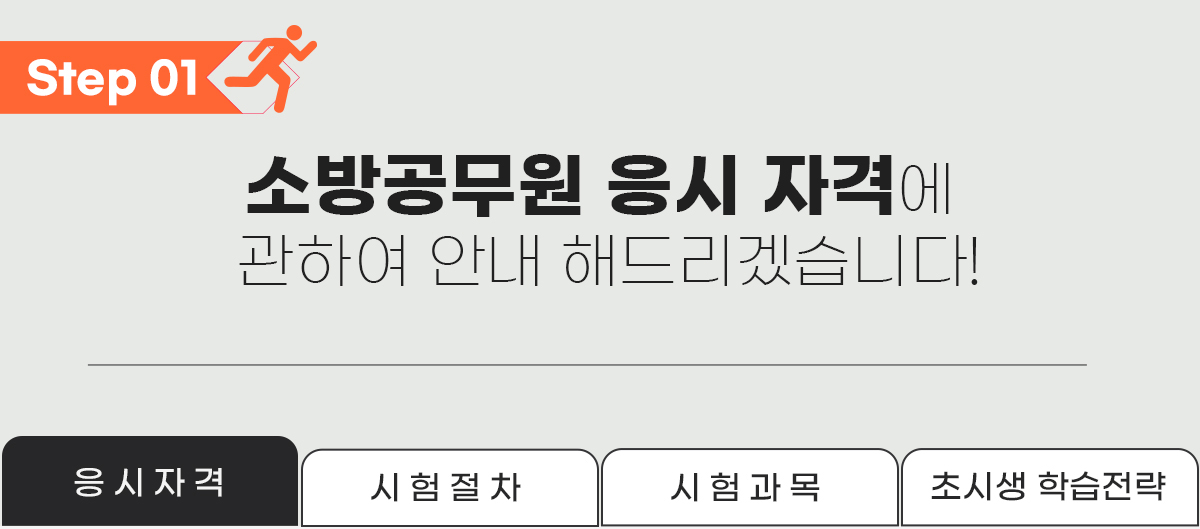 Step 01
소방공무원 응시 자격에
관하여 안내 해드리겠습니다!
응시자격
시험절차
시험과목
초시생 학습전략